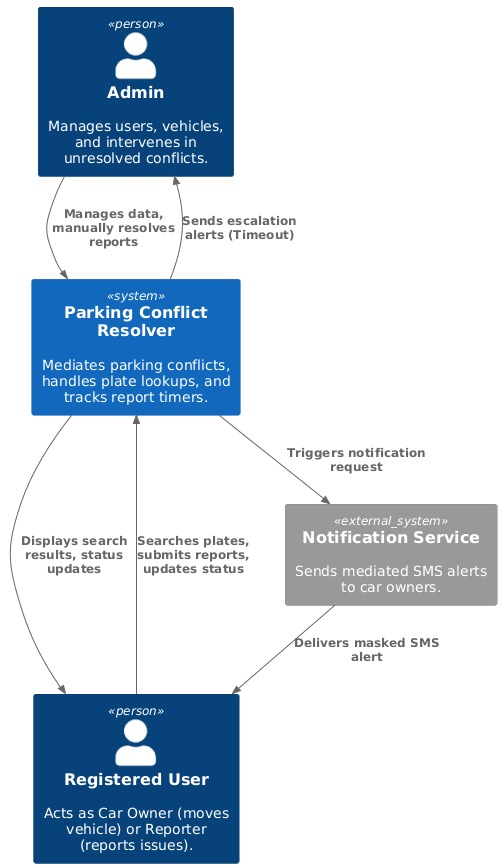 «person»
Admin
Manages users, vehicles,
and intervenes in
unresolved conflicts.
Manages data,
manually resolves
reports
Sends escalation
alerts (Timeout)
«system»
Parking Conflict
Resolver
Mediates parking conflicts,
handles plate lookups, and
tracks report timers.
Triggers notification
request
«external_system»
Notification Service
Sends mediated SMS alerts
to car owners.
Displays search
results, status
updates
Searches plates,
submits reports,
updates status
Delivers masked SMS
alert
«person»
Registered User
Acts as Car Owner (moves
vehicle) or Reporter
(reports issues).